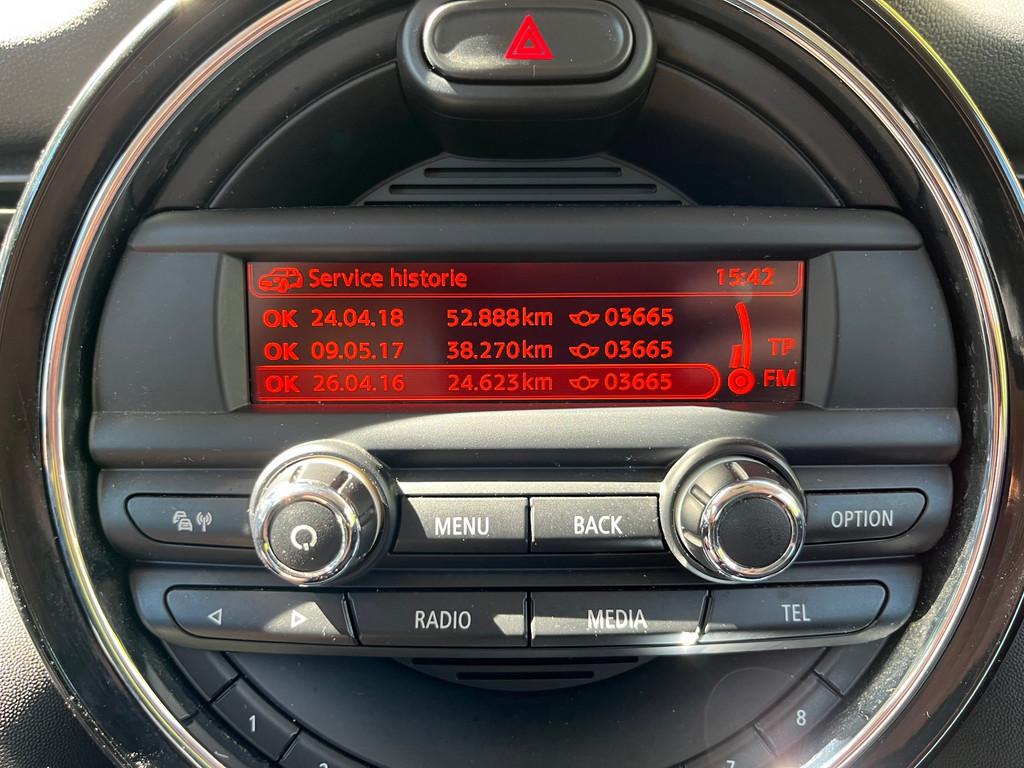 Service historie 15:42
OK 24.04.18 52.888km 03665
OK 09.05.17 38.270km 03665
TP
OK 26.04.16 24.623km 03665
FM
MENU BACK OPTION
RADIO MEDIA TEL
1 8